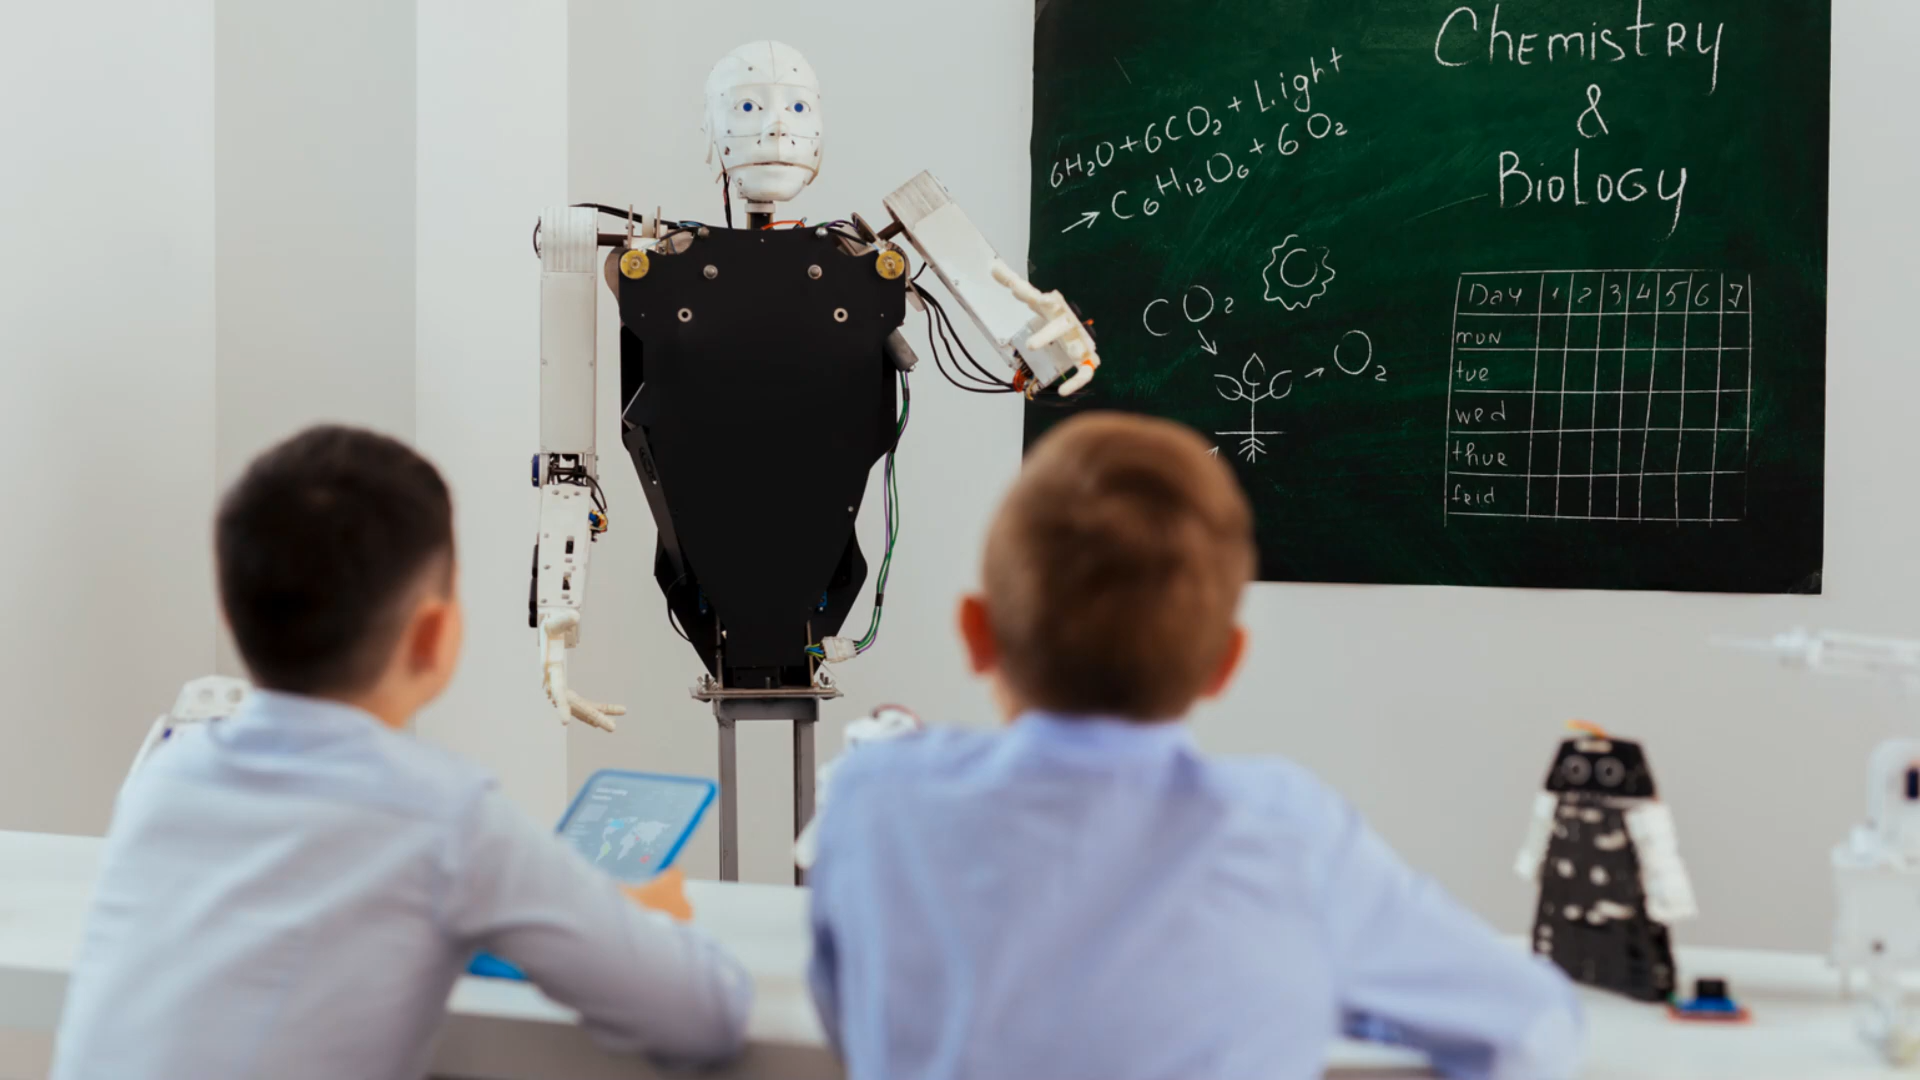 Chemistry
&
Biology
6H₂O+6CO₂+Light
→C₆H₁₂O₆+6O₂
CO₂
O₂
Day 1 2 3 4 5 6 7
mon
tue
wed
thue
feid